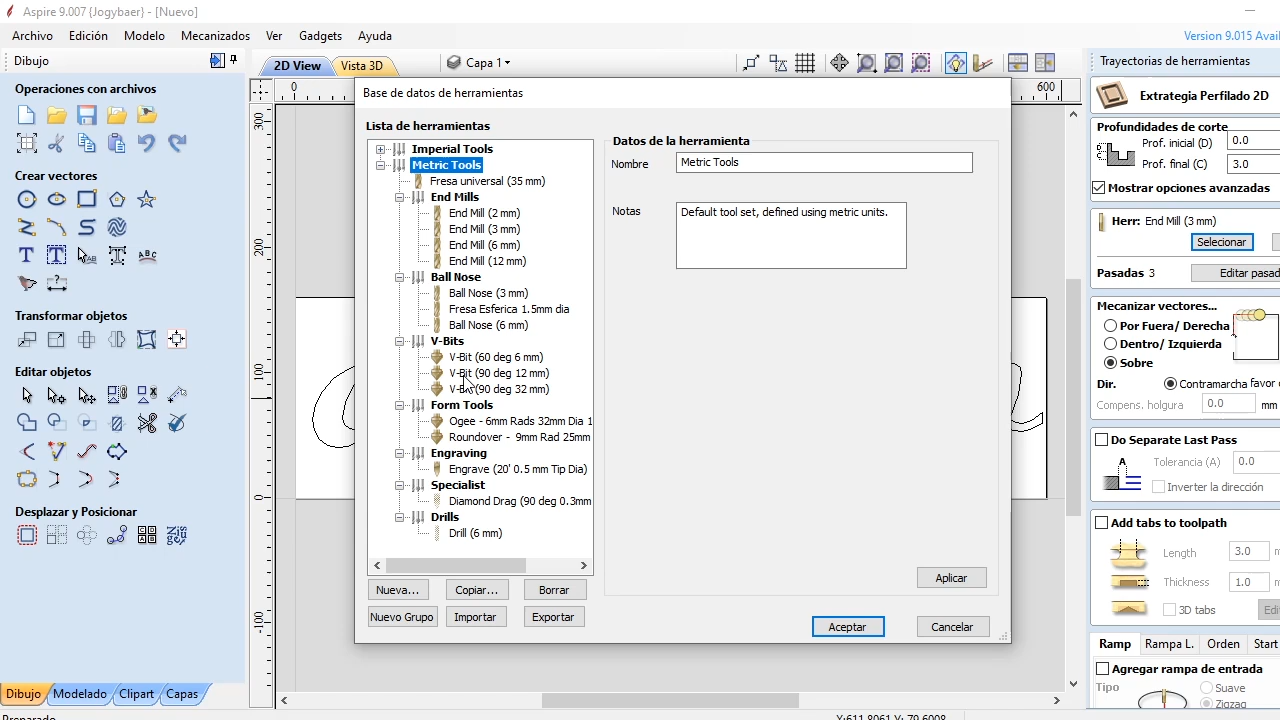 Aspire 9.007 {Jogybaer} - [Nuevo]
Archivo Edición Modelo Mecanizados Ver Gadgets Ayuda
Version 9.015 Avail
Dibujo
2D View
Vista 3D
Capa 1
Trayectorias de herramientas
Operaciones con archivos
Crear vectores
Transformar objetos
Editar objetos
Desplazar y Posicionar
Dibujo Modelado Clipart Capas
0
600
300
200
100
0
-100
Base de datos de herramientas
Lista de herramientas
Imperial Tools
Metric Tools
Fresa universal (35 mm)
End Mills
End Mill (2 mm)
End Mill (3 mm)
End Mill (6 mm)
End Mill (12 mm)
Ball Nose
Ball Nose (3 mm)
Fresa Esferica 1.5mm dia
Ball Nose (6 mm)
V-Bits
V-Bit (60 deg 6 mm)
V-Bit (90 deg 12 mm)
V-Bit (90 deg 32 mm)
Form Tools
Ogee - 6mm Rads 32mm Dia 1
Roundover - 9mm Rad 25mm
Engraving
Engrave (20' 0.5 mm Tip Dia)
Specialist
Diamond Drag (90 deg 0.3mm
Drills
Drill (6 mm)
Nueva... Copiar... Borrar
Nuevo Grupo Importar Exportar
Datos de la herramienta
Nombre Metric Tools
Notas Default tool set, defined using metric units.
Aplicar
Aceptar Cancelar
Extrategia Perfilado 2D
Profundidades de corte
Prof. inicial (D) 0.0
Prof. final (C) 3.0
Mostrar opciones avanzadas
Herr: End Mill (3 mm)
Selecionar
Pasadas 3 Editar pasad
Mecanizar vectores...
Por Fuera/ Derecha
Dentro/ Izquierda
Sobre
Dir. Contramarcha favor d
Compens. holgura 0.0 mm
Do Separate Last Pass
Tolerancia (A) 0.0
Inverter la dirección
Add tabs to toolpath
Length 3.0
Thickness 1.0
3D tabs Edi
Ramp Rampa L. Orden Start
Agregar rampa de entrada
Tipo Suave
Zigzag
Preparado
X:611.8061 Y: 79.6008